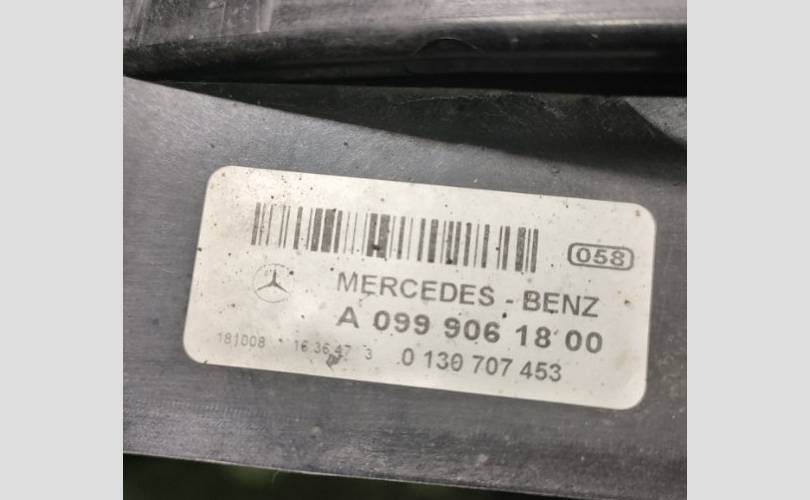 058
MERCEDES - BENZ
A 099 906 18 00
181008 16:36:47 3 0 130 707 453